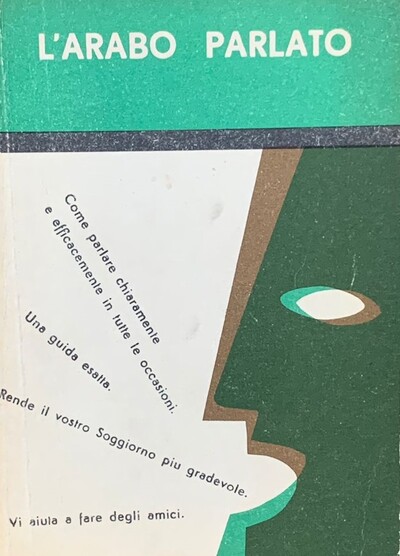 L'ARABO PARLATO
Come parlare chiaramente
e efficacemente in tutte le occasioni.
Una guida esatta.
Rende il vostro Soggiorno piu gradevole.
Vi aiuta a fare degli amici.